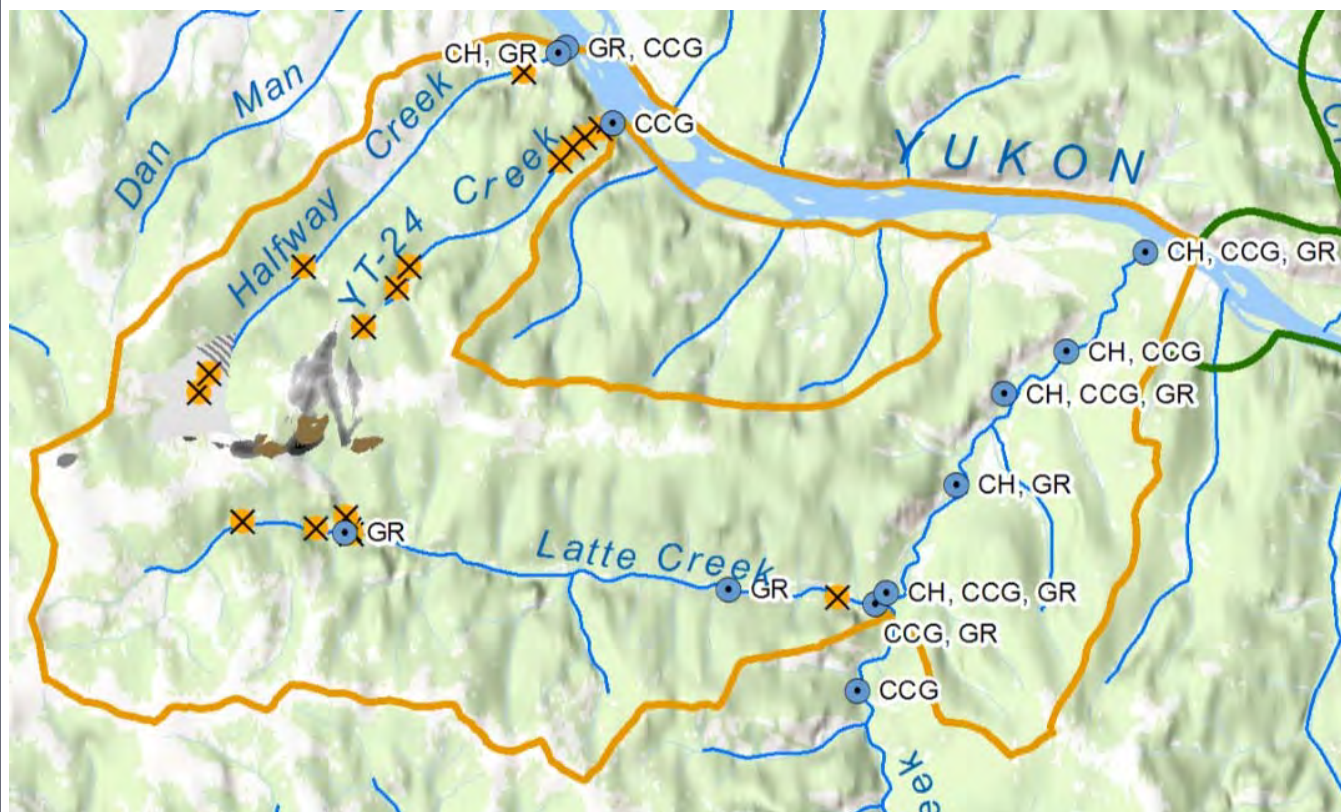 CH, GR
GR, CCG
Dan Man
Halfway Creek
CCG
YT-24 Creek
YUKON
CH, CCG, GR
CH, CCG
CH, CCG, GR
CH, GR
GR
Latte Creek
GR
CH, CCG, GR
CCG, GR
CCG